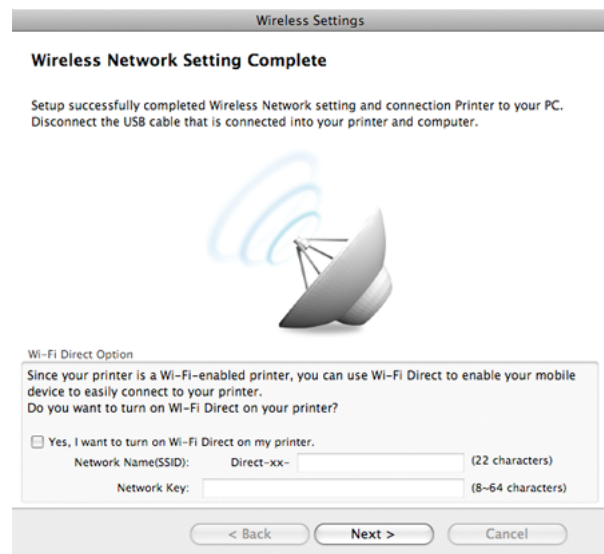 Wireless Settings
Wireless Network Setting Complete
Setup successfully completed Wireless Network setting and connection Printer to your PC.
Disconnect the USB cable that is connected into your printer and computer.
Wi-Fi Direct Option
Since your printer is a Wi-Fi-enabled printer, you can use Wi-Fi Direct to enable your mobile
device to easily connect to your printer.
Do you want to turn on WI-Fi Direct on your printer?
Yes, I want to turn on Wi-Fi Direct on my printer.
Network Name(SSID): Direct-xx- (22 characters)
Network Key: (8~64 characters)
< Back Next > Cancel